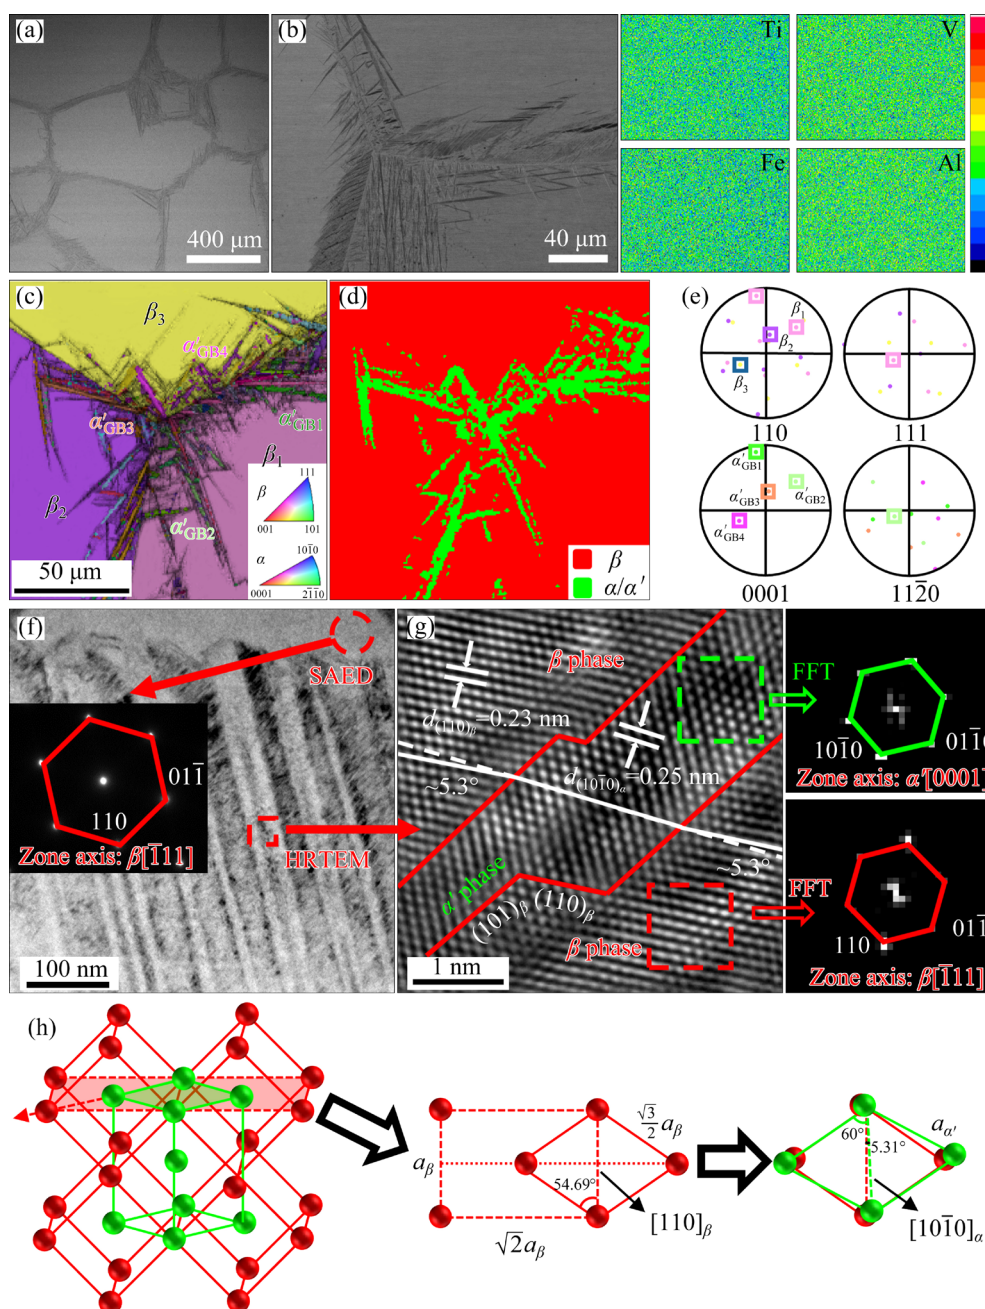 (a)
400 μm
(b)
40 μm
Ti
V
Fe
Al
(c)
β₃
α′GB4
α′GB3
α′GB1
β₁
β₂
α′GB2
β
111
001
101
α
101̄0
0001
2̄1̄1̄0
50 μm
(d)
β
α/α′
(e)
β₁
β₂
β₃
110
111
α′GB1
α′GB3
α′GB2
α′GB4
0001
112̄0
(f)
SAED
011̄
110
Zone axis: β[1̄11]
HRTEM
100 nm
(g)
β phase
d(1̄10)β=0.23 nm
d(101̄0)α=0.25 nm
~5.3°
~5.3°
α′ phase
(101)β (110)β
β phase
1 nm
FFT
101̄0
011̄0
Zone axis: α′[0001]
FFT
110
011̄
Zone axis: β[1̄11]
(h)
aβ
√3/2 aβ
54.69°
[110]β
√2aβ
60°
5.31°
aα′
[101̄0]α